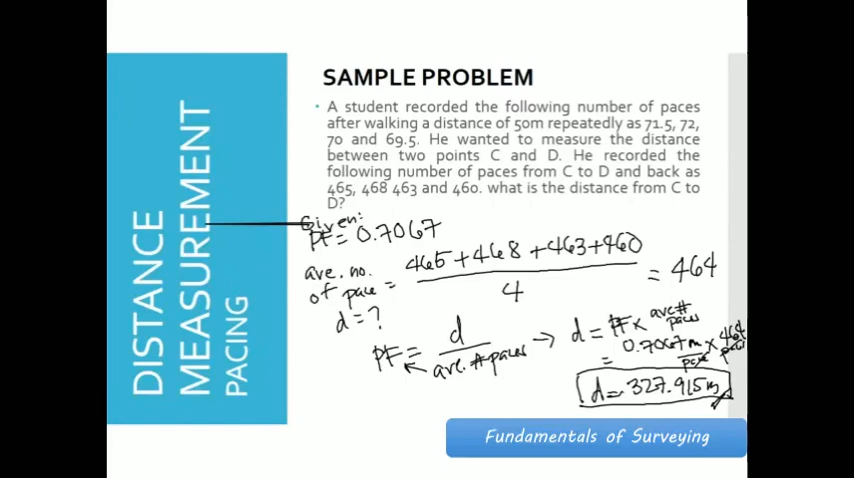 DISTANCE
MEASUREMENT
PACING
SAMPLE PROBLEM
• A student recorded the following number of paces
after walking a distance of 50m repeatedly as 71.5, 72,
70 and 69.5. He wanted to measure the distance
between two points C and D. He recorded the
following number of paces from C to D and back as
465, 468 463 and 460. what is the distance from C to
D?
Given:
PF = 0.7067
ave. no.
of pace = 465+468+463+460 / 4 = 464
d = ?
PF = d / ave. # paces → d = PF x ave # paces
= 0.7067 m/pace x 464 paces
d = 327.915m
Fundamentals of Surveying